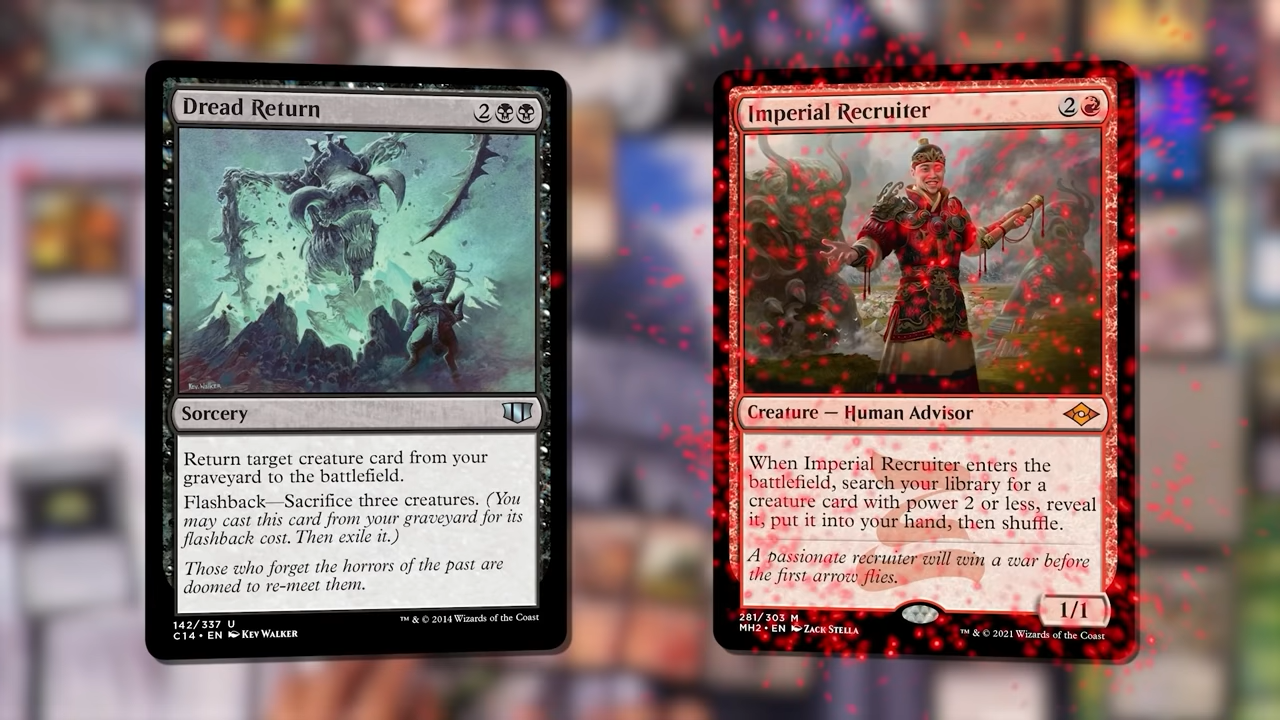 Dread Return
2
Kev. Walker
Sorcery
Return target creature card from your
graveyard to the battlefield.
Flashback—Sacrifice three creatures. (You
may cast this card from your graveyard for its
flashback cost. Then exile it.)
Those who forget the horrors of the past are
doomed to re-meet them.
142/337 U
C14 • EN Kev Walker
™ & © 2014 Wizards of the Coast
Imperial Recruiter
2
Creature — Human Advisor
When Imperial Recruiter enters the
battlefield, search your library for a
creature card with power 2 or less, reveal
it, put it into your hand, then shuffle.
A passionate recruiter will win a war before
the first arrow flies.
1/1
281/303 M
MH2 • EN Zack Stella
™ & © 2021 Wizards of the Coast